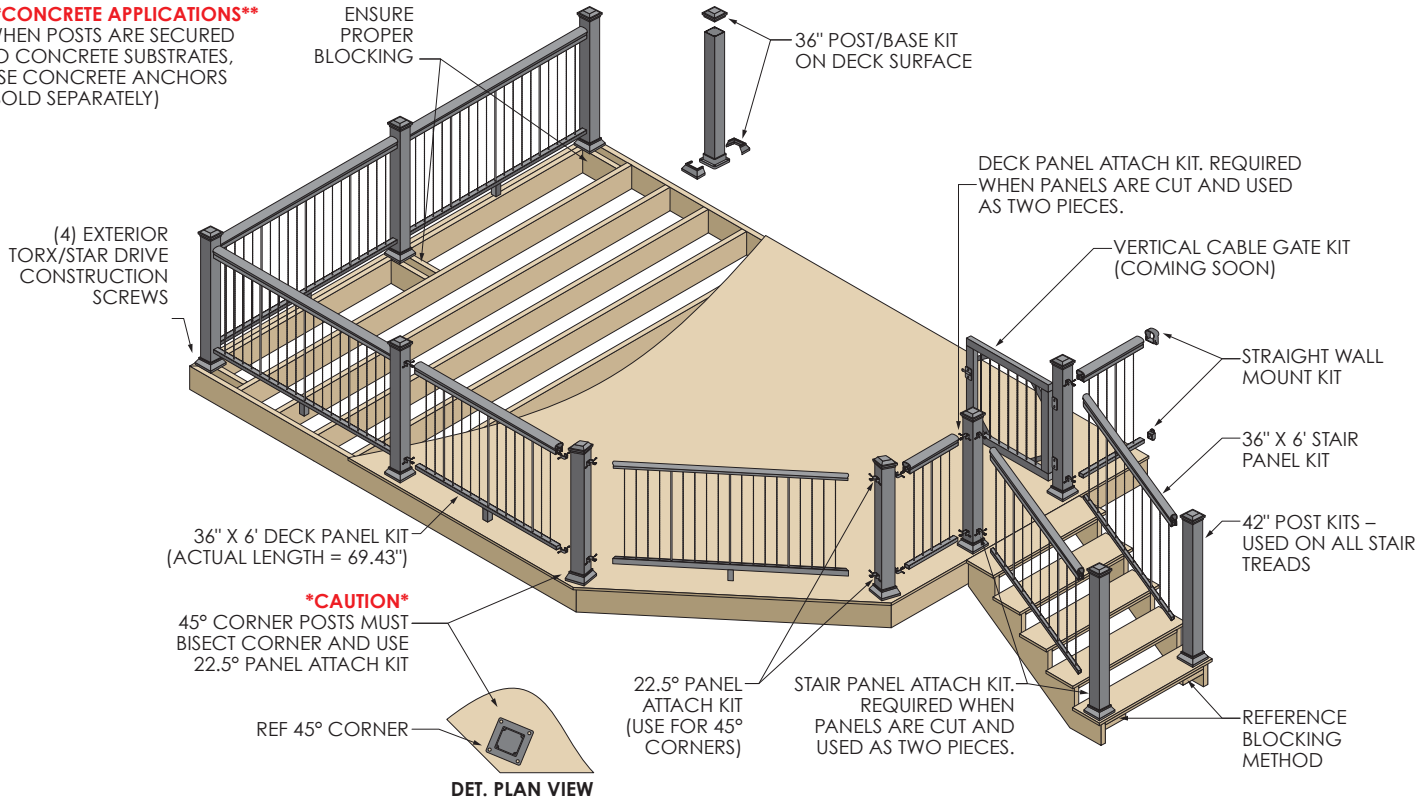 *CONCRETE APPLICATIONS**
WHEN POSTS ARE SECURED
O CONCRETE SUBSTRATES,
SE CONCRETE ANCHORS
OLD SEPARATELY)
ENSURE
PROPER
BLOCKING
36" POST/BASE KIT
ON DECK SURFACE
DECK PANEL ATTACH KIT. REQUIRED
WHEN PANELS ARE CUT AND USED
AS TWO PIECES.
(4) EXTERIOR
TORX/STAR DRIVE
CONSTRUCTION
SCREWS
VERTICAL CABLE GATE KIT
(COMING SOON)
STRAIGHT WALL
MOUNT KIT
36" X 6' STAIR
PANEL KIT
42" POST KITS –
USED ON ALL STAIR
TREADS
36" X 6' DECK PANEL KIT
(ACTUAL LENGTH = 69.43")
*CAUTION*
45° CORNER POSTS MUST
BISECT CORNER AND USE
22.5° PANEL ATTACH KIT
REF 45° CORNER
DET. PLAN VIEW
22.5° PANEL
ATTACH KIT
(USE FOR 45°
CORNERS)
STAIR PANEL ATTACH KIT.
REQUIRED WHEN
PANELS ARE CUT AND
USED AS TWO PIECES.
REFERENCE
BLOCKING
METHOD